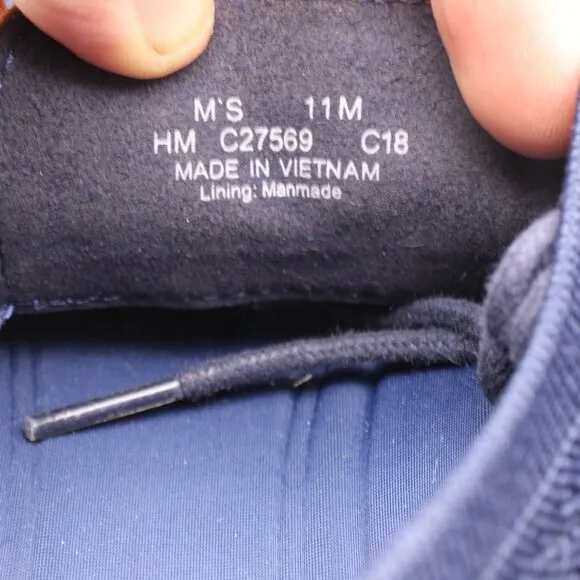 M'S 11M
HM C27569 C18
MADE IN VIETNAM
Lining: Manmade